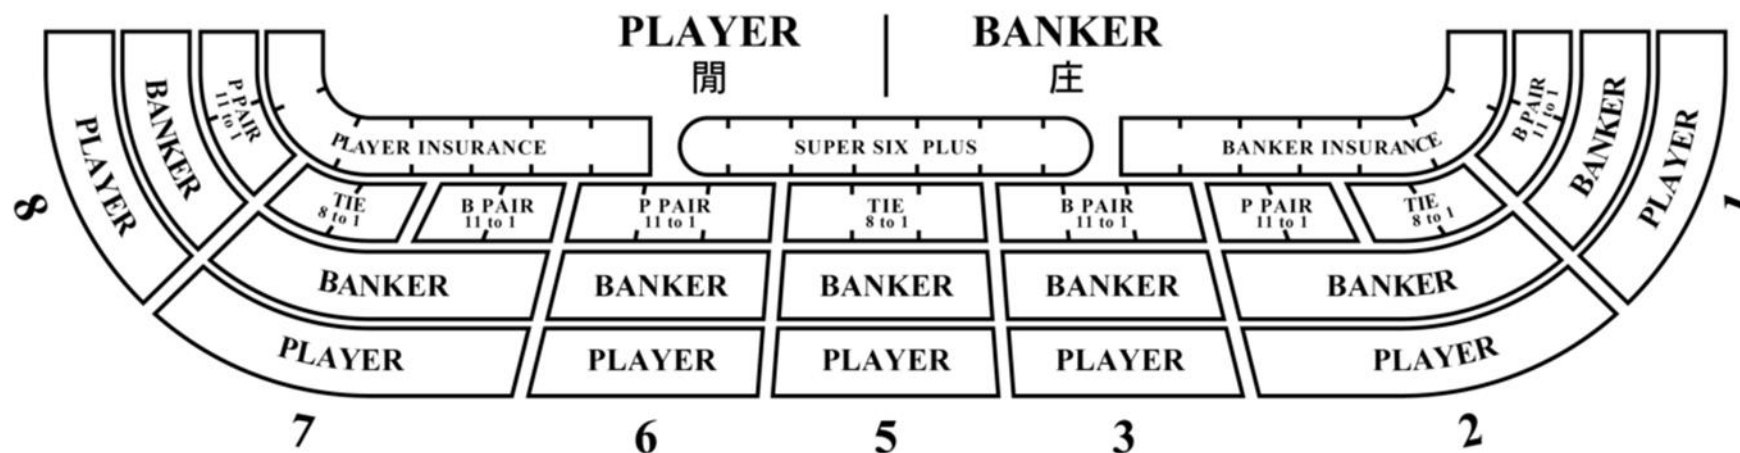 PLAYER
閒
BANKER
庄
PLAYER
BANKER
P PAIR
11 to 1
PLAYER INSURANCE
SUPER SIX PLUS
BANKER INSURANCE
B PAIR
11 to 1
BANKER
PLAYER
TIE
8 to 1
B PAIR
11 to 1
P PAIR
11 to 1
TIE
8 to 1
B PAIR
11 to 1
P PAIR
11 to 1
TIE
8 to 1
BANKER
BANKER
BANKER
BANKER
BANKER
PLAYER
PLAYER
PLAYER
PLAYER
PLAYER
8
7
6
5
3
2
1